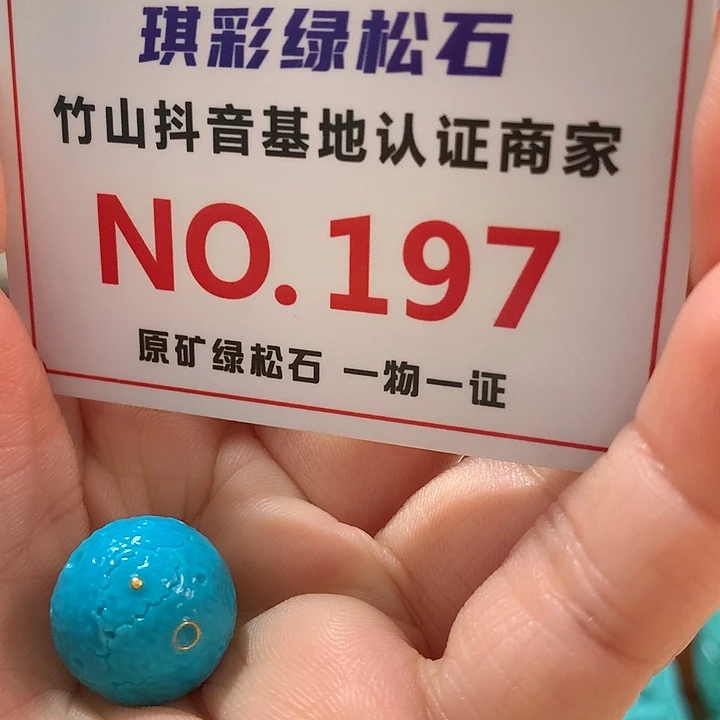 琪彩绿松石
竹山抖音基地认证商家
NO.197
原矿绿松石 一物一证